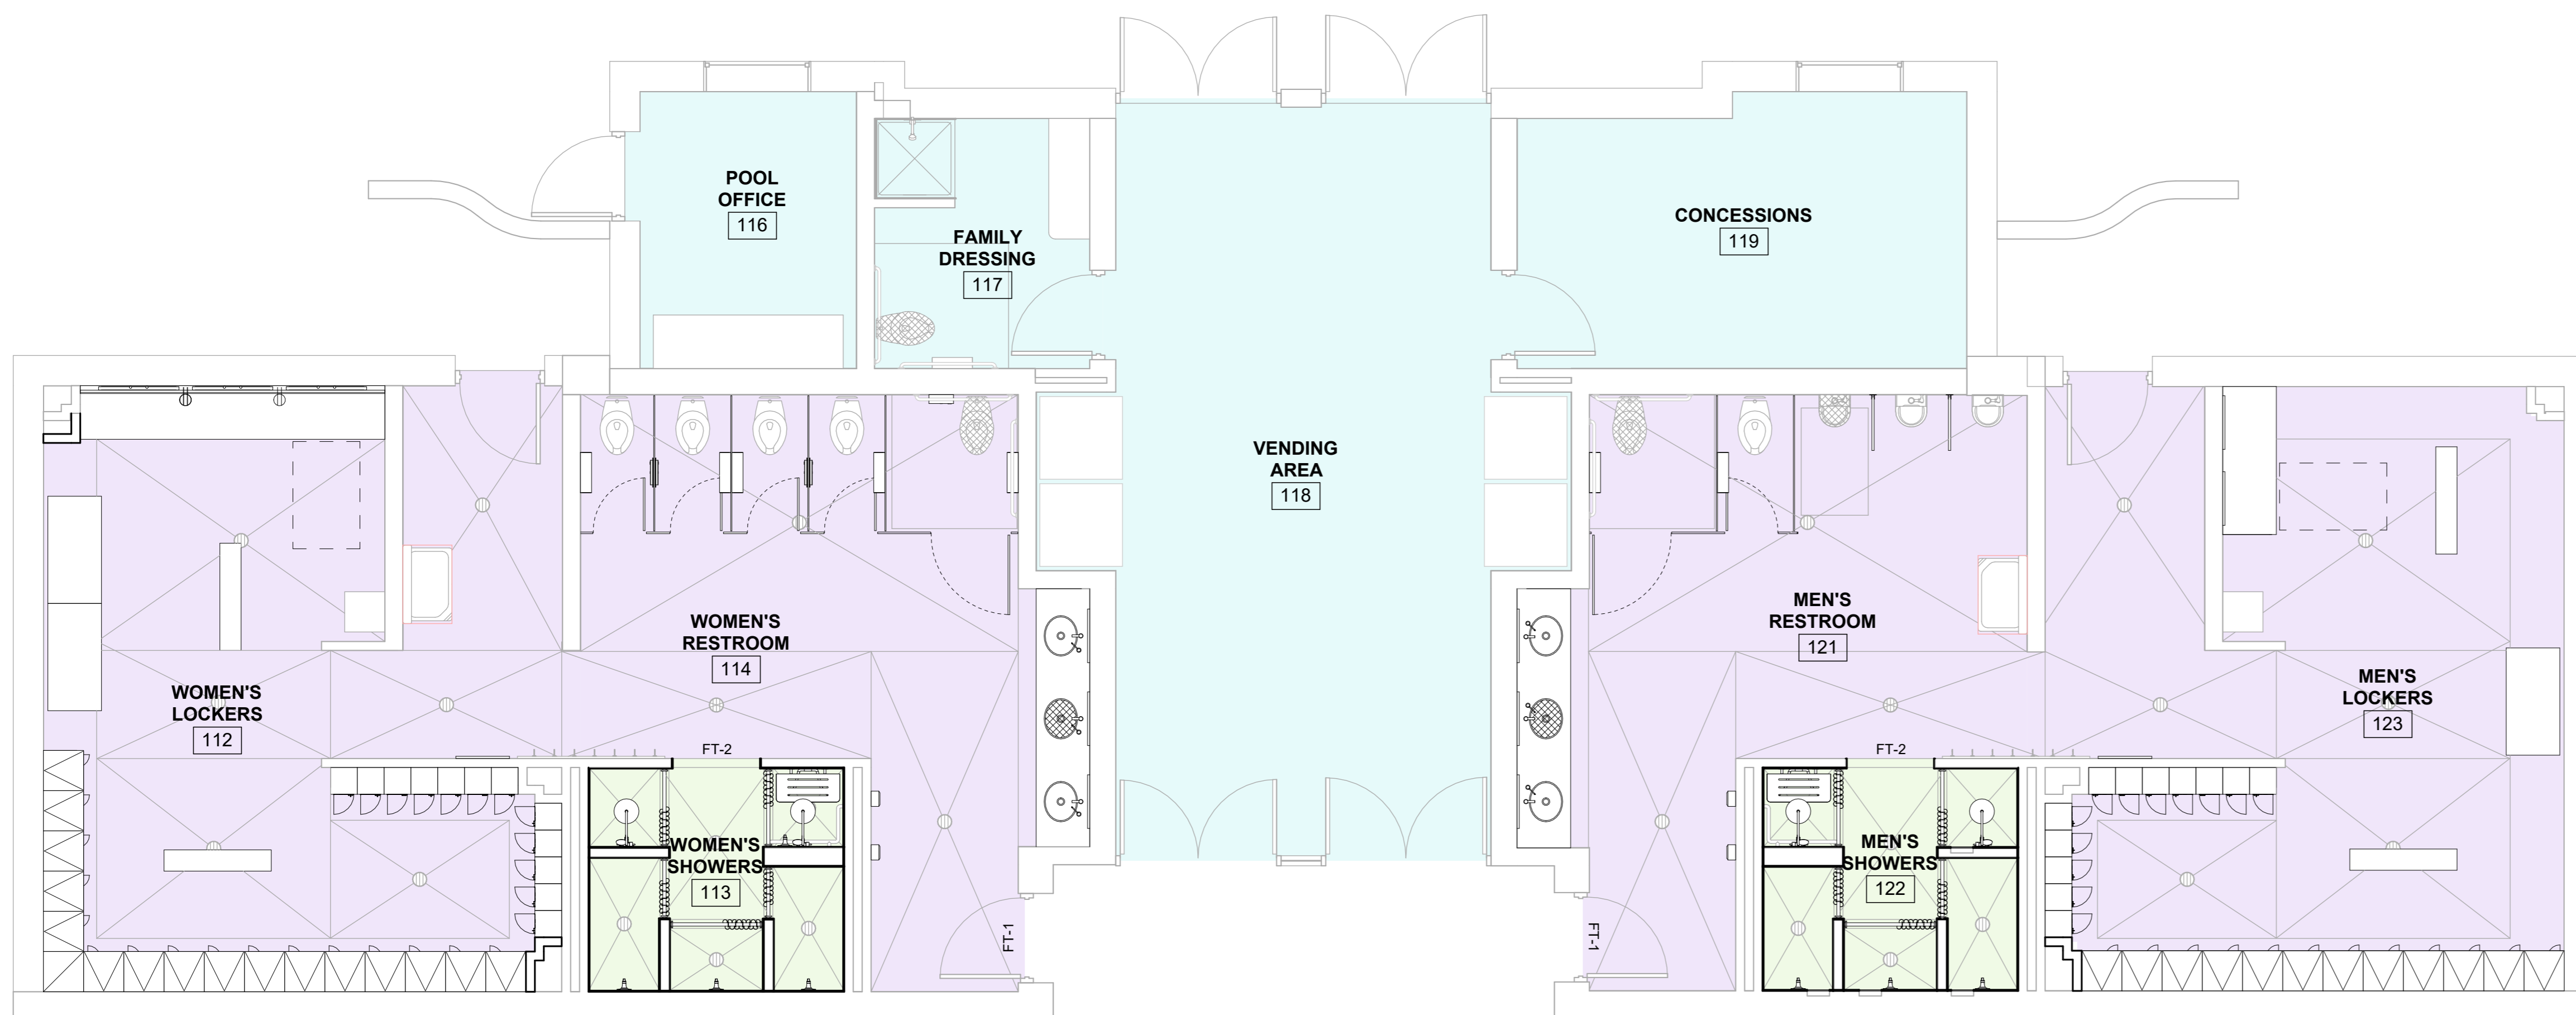 POOL
OFFICE
116
FAMILY
DRESSING
117
CONCESSIONS
119
VENDING
AREA
118
WOMEN'S
RESTROOM
114
MEN'S
RESTROOM
121
WOMEN'S
LOCKERS
112
MEN'S
LOCKERS
123
FT-2
FT-2
WOMEN'S
SHOWERS
113
MEN'S
SHOWERS
122
FT-1
FT-1